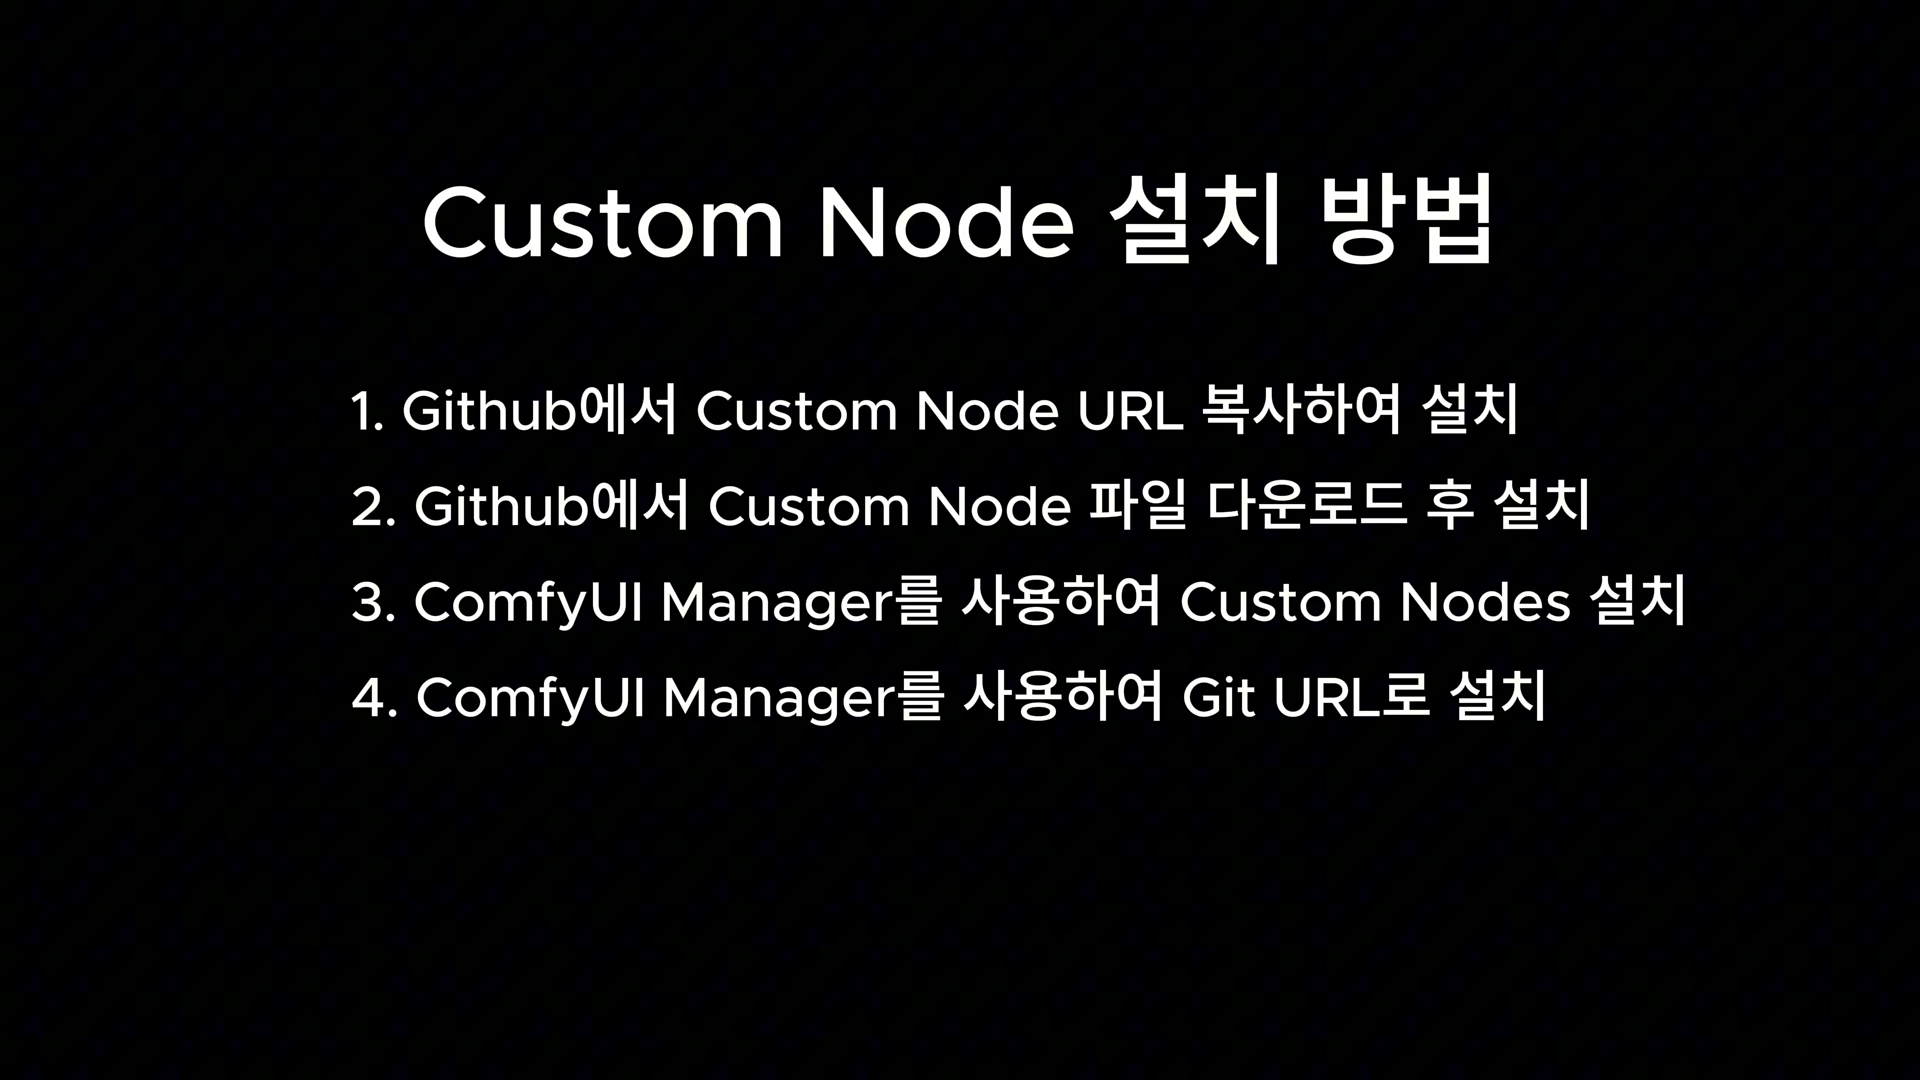 Custom Node 설치 방법
1. Github에서 Custom Node URL 복사하여 설치
2. Github에서 Custom Node 파일 다운로드 후 설치
3. ComfyUI Manager를 사용하여 Custom Nodes 설치
4. ComfyUI Manager를 사용하여 Git URL로 설치